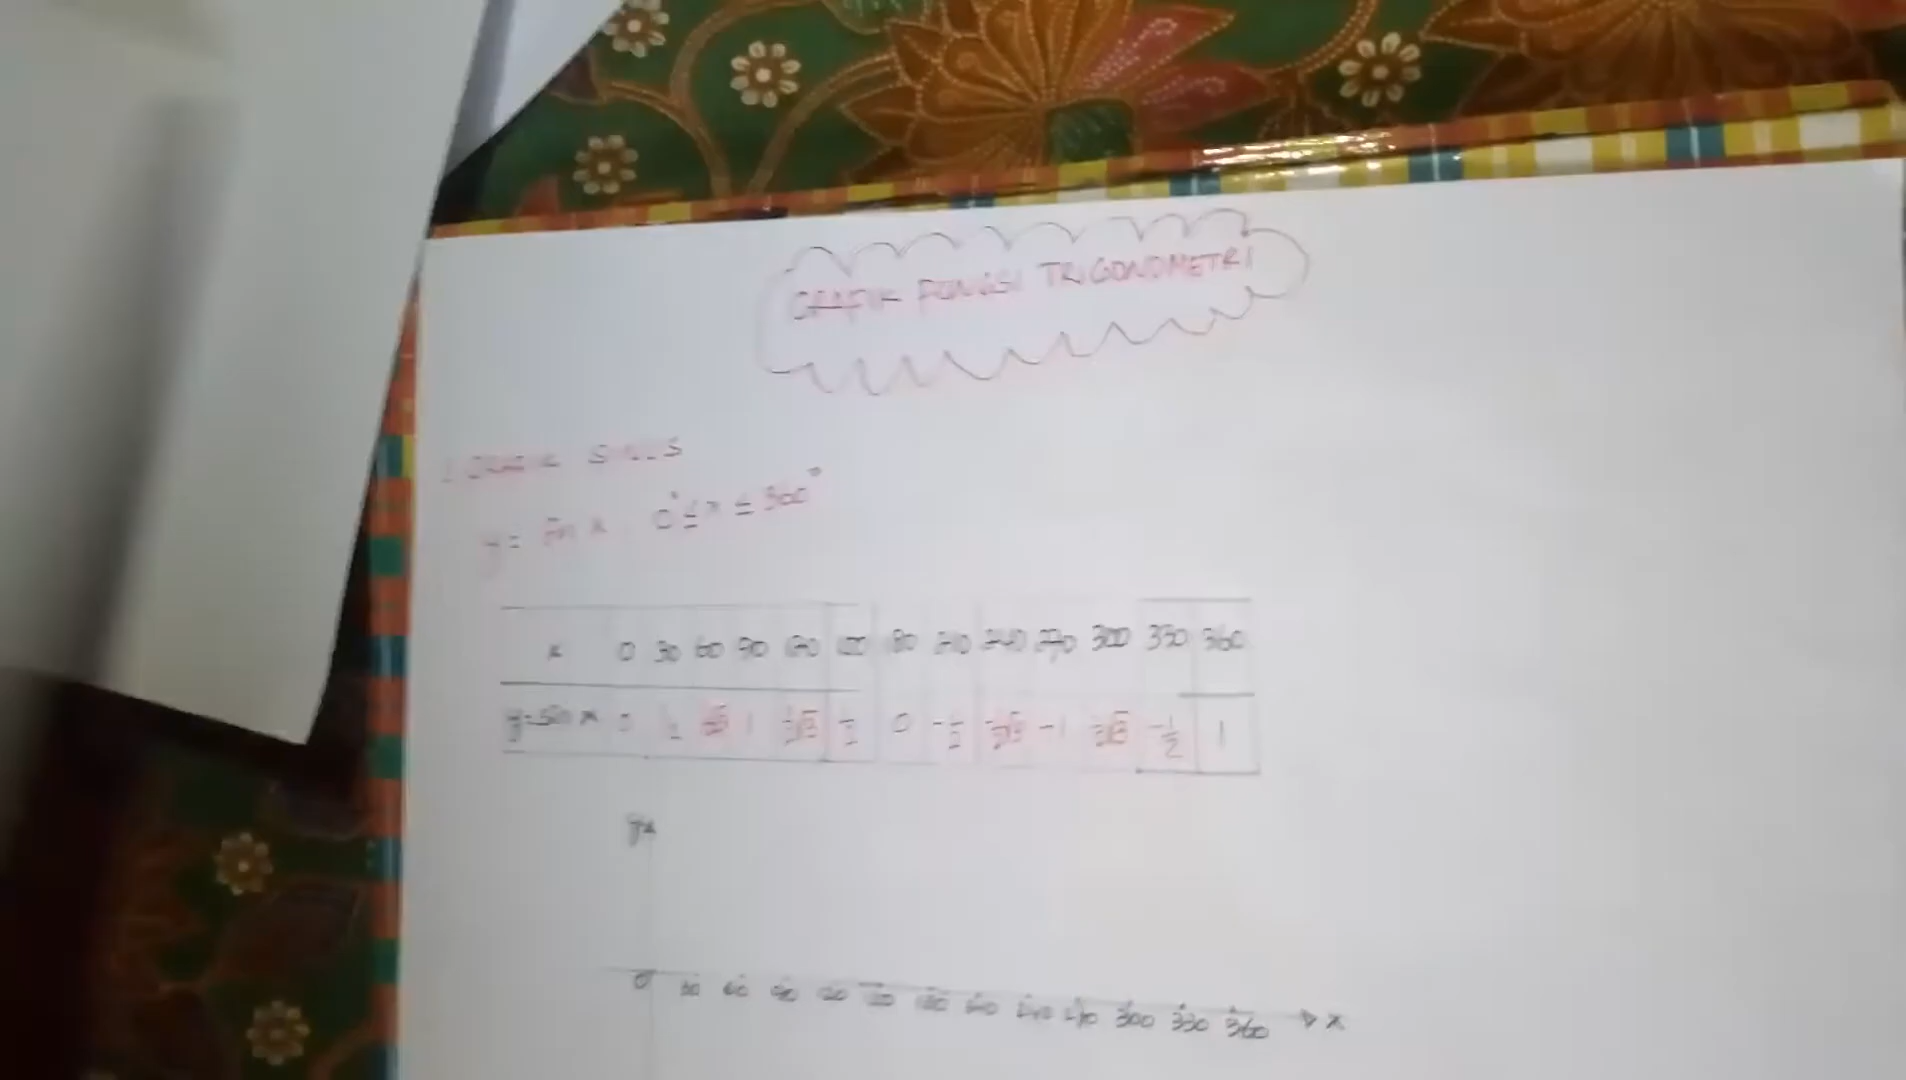 GRAFIK FUNGSI TRIGONOMETRI
1. GRAFIK SINUS
y = sin x, 0° ≤ x ≤ 360°
x 0 30 60 90 120 150 180 210 240 270 300 330 360
y = sin x 0 1/2 1/2√3 1 1/2√3 1/2 0 -1/2 -1/2√3 -1 -1/2√3 -1/2 1
y
0 30 60 90 120 150 180 210 240 270 300 330 360 x